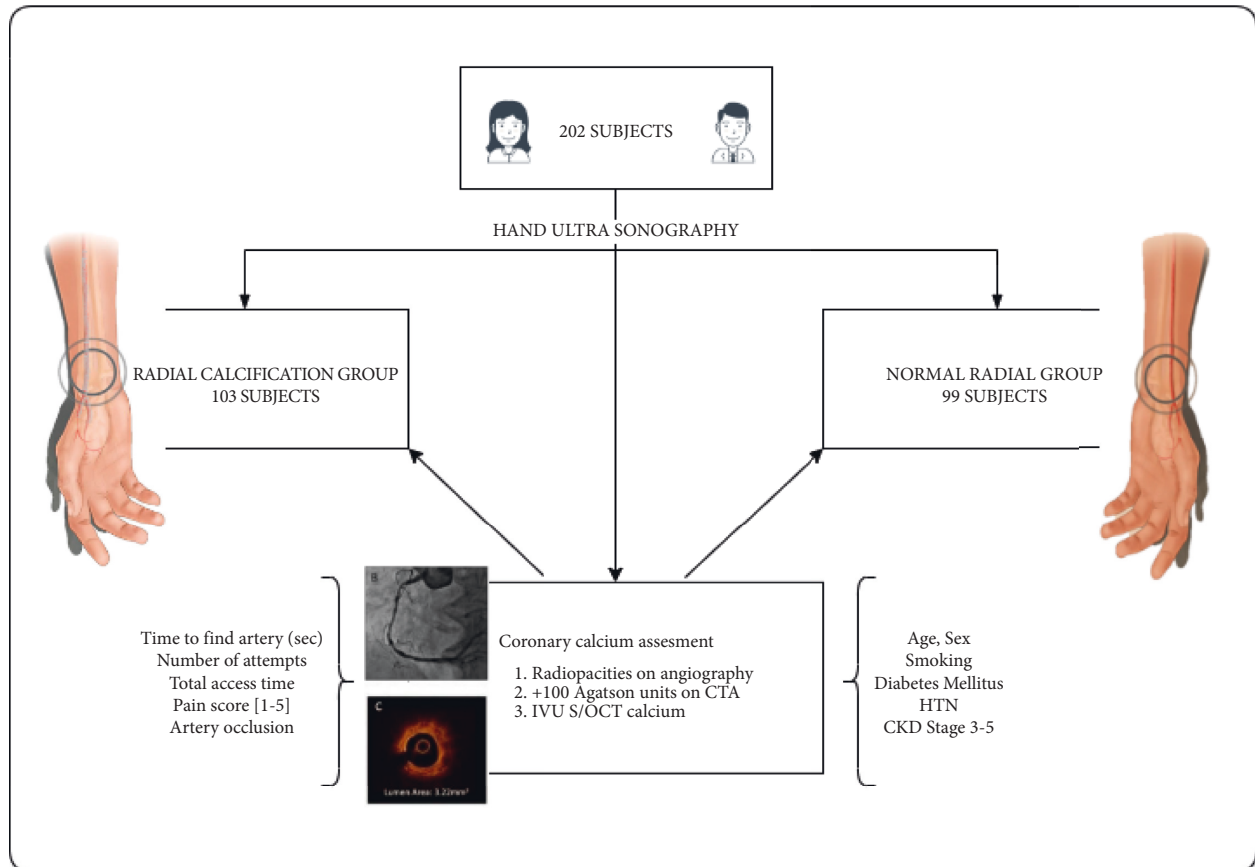 202 SUBJECTS
HAND ULTRA SONOGRAPHY
RADIAL CALCIFICATION GROUP
103 SUBJECTS
NORMAL RADIAL GROUP
99 SUBJECTS
Time to find artery (sec)
Number of attempts
Total access time
Pain score [1-5]
Artery occlusion
B
C
Lumen Area: 3.22mm²
Coronary calcium assesment
1. Radiopacities on angiography
2. +100 Agatson units on CTA
3. IVU S/OCT calcium
Age, Sex
Smoking
Diabetes Mellitus
HTN
CKD Stage 3-5